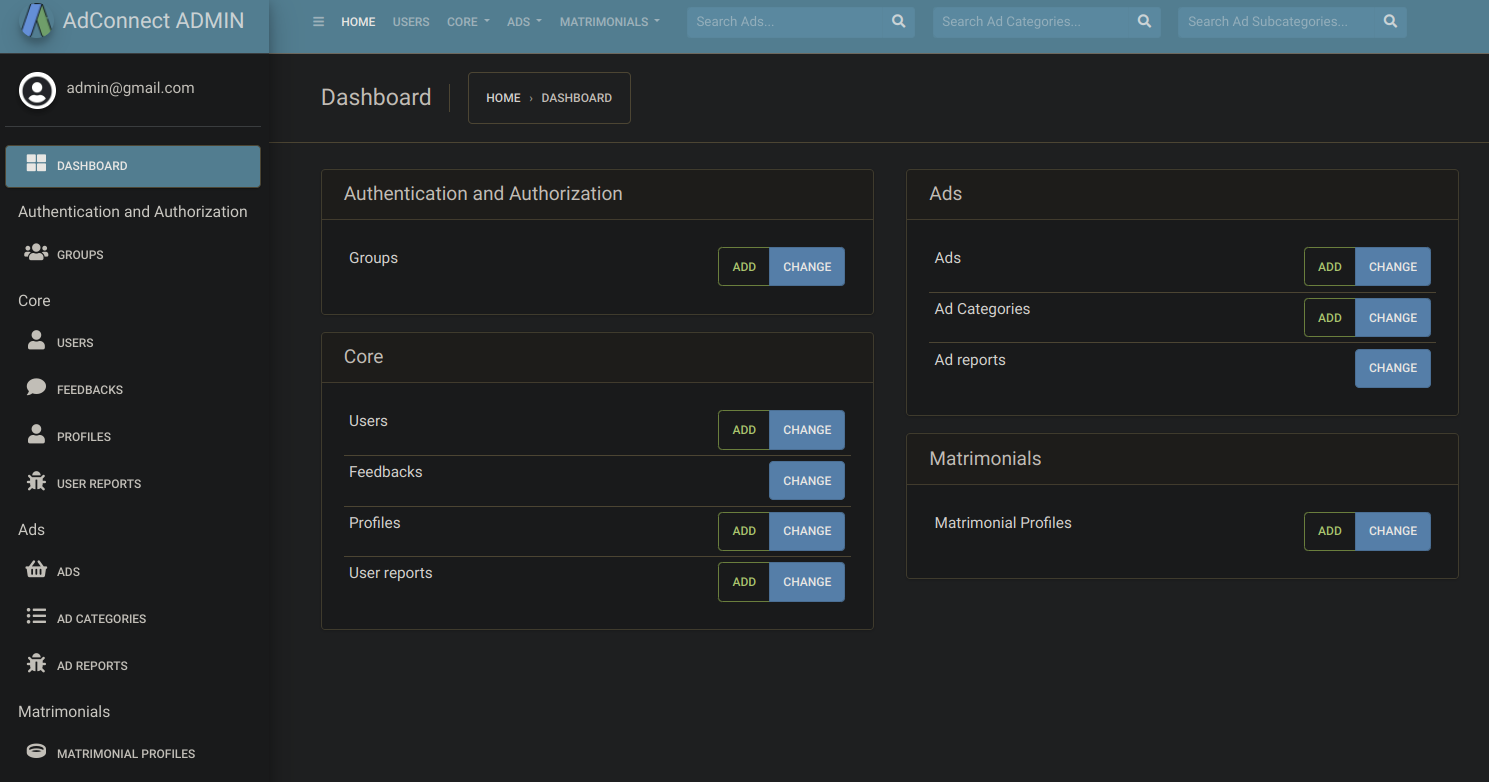 AdConnect ADMIN
HOME USERS CORE ADS MATRIMONIALS Search Ads... Search Ad Categories... Search Ad Subcategories...
admin@gmail.com
DASHBOARD
Authentication and Authorization
GROUPS
Core
USERS
FEEDBACKS
PROFILES
USER REPORTS
Ads
ADS
AD CATEGORIES
AD REPORTS
Matrimonials
MATRIMONIAL PROFILES
Dashboard
HOME › DASHBOARD
Authentication and Authorization
Groups ADD CHANGE
Core
Users ADD CHANGE
Feedbacks CHANGE
Profiles ADD CHANGE
User reports ADD CHANGE
Ads
Ads ADD CHANGE
Ad Categories ADD CHANGE
Ad reports CHANGE
Matrimonials
Matrimonial Profiles ADD CHANGE